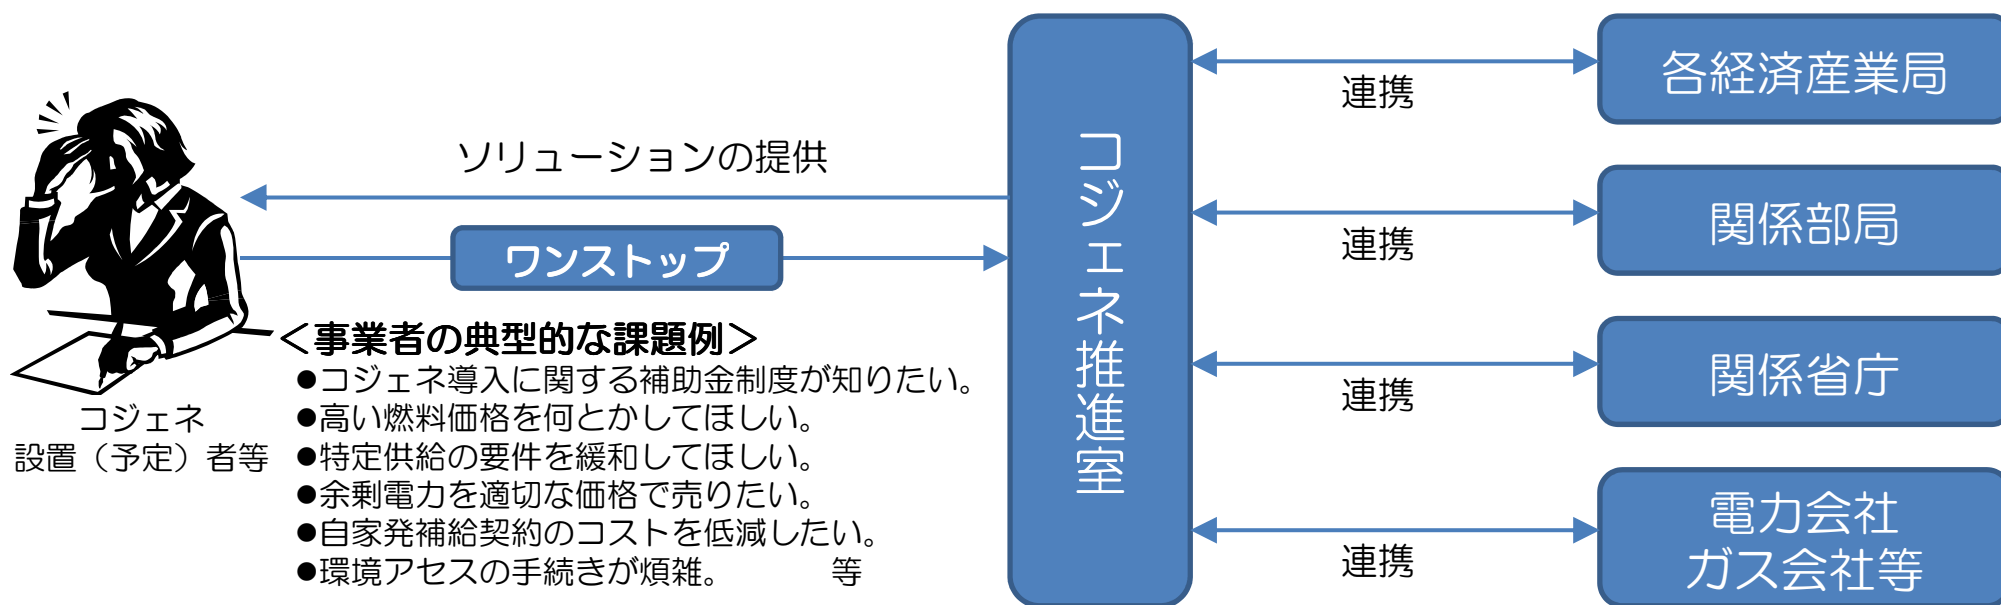 ソリューションの提供
ワンストップ
コジェネ
設置（予定）者等
＜事業者の典型的な課題例＞
●コジェネ導入に関する補助金制度が知りたい。
●高い燃料価格を何とかしてほしい。
●特定供給の要件を緩和してほしい。
●余剰電力を適切な価格で売りたい。
●自家発補給契約のコストを低減したい。
●環境アセスの手続きが煩雑。　　　等
コジェネ推進室
連携
各経済産業局
連携
関係部局
連携
関係省庁
連携
電力会社
ガス会社等